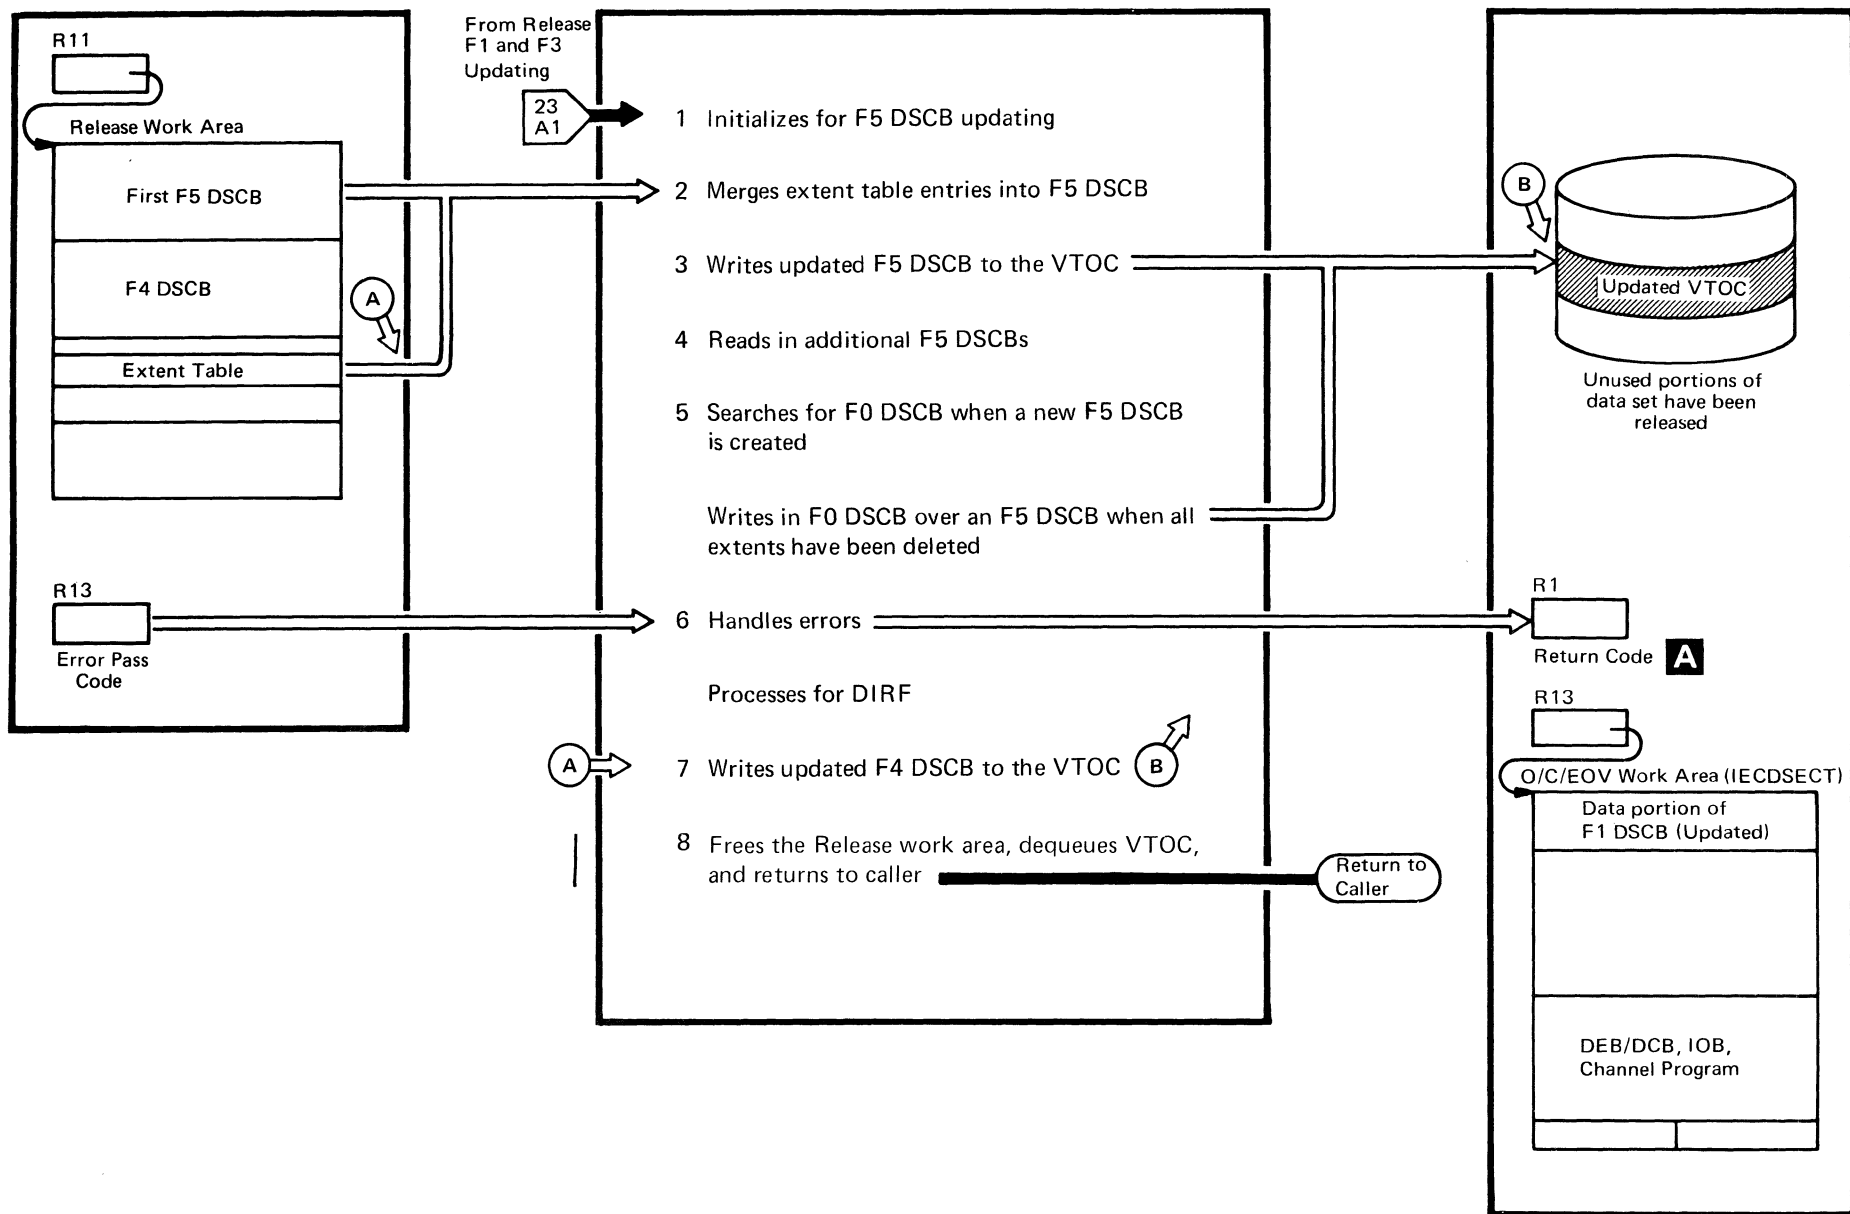 R11
Release Work Area
First F5 DSCB
F4 DSCB
A
Extent Table
R13
Error Pass
Code
From Release
F1 and F3
Updating
23
A1
1 Initializes for F5 DSCB updating
2 Merges extent table entries into F5 DSCB
3 Writes updated F5 DSCB to the VTOC
4 Reads in additional F5 DSCBs
5 Searches for F0 DSCB when a new F5 DSCB
is created
Writes in F0 DSCB over an F5 DSCB when all
extents have been deleted
6 Handles errors
Processes for DIRF
A
7 Writes updated F4 DSCB to the VTOC
B
8 Frees the Release work area, dequeues VTOC,
and returns to caller
Return to
Caller
B
Updated VTOC
Unused portions of
data set have been
released
R1
Return Code A
R13
O/C/EOV Work Area (IECDSECT)
Data portion of
F1 DSCB (Updated)
DEB/DCB, IOB,
Channel Program